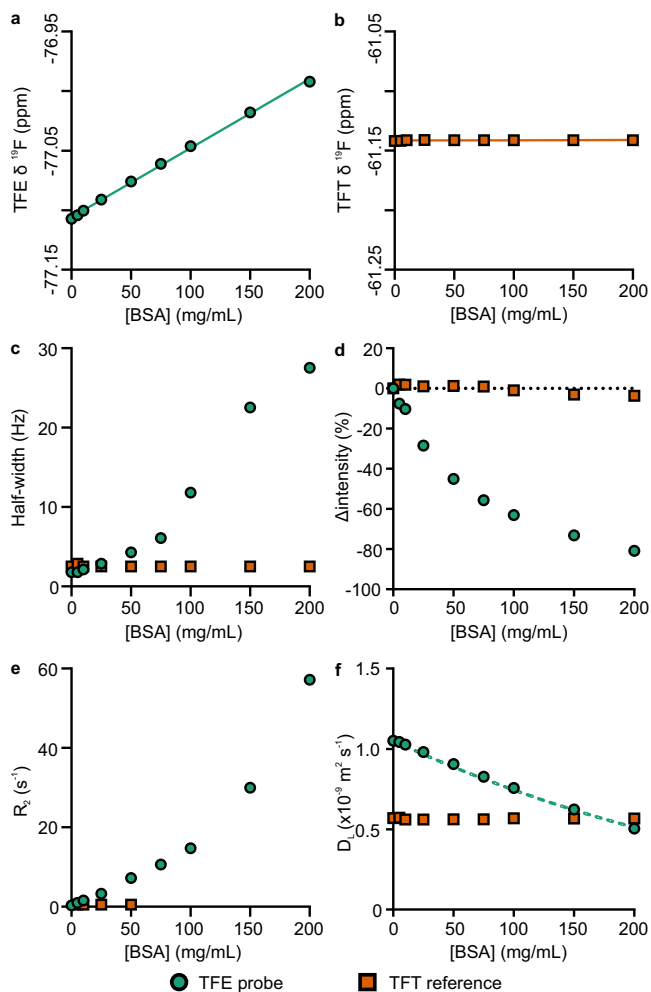 a
-76.95
-77.05
-77.15
TFE δ ¹⁹F (ppm)
0 50 100 150 200
[BSA] (mg/mL)
b
-61.05
-61.15
-61.25
TFT δ ¹⁹F (ppm)
0 50 100 150 200
[BSA] (mg/mL)
c
30
20
10
0
Half-width (Hz)
0 50 100 150 200
[BSA] (mg/mL)
d
20
0
-20
-40
-60
-80
-100
Δintensity (%)
0 50 100 150 200
[BSA] (mg/mL)
e
60
40
20
0
R₂ (s⁻¹)
0 50 100 150 200
[BSA] (mg/mL)
f
1.5
1.0
0.5
0
D_L (x10⁻⁹ m² s⁻¹)
0 50 100 150 200
[BSA] (mg/mL)
TFE probe TFT reference